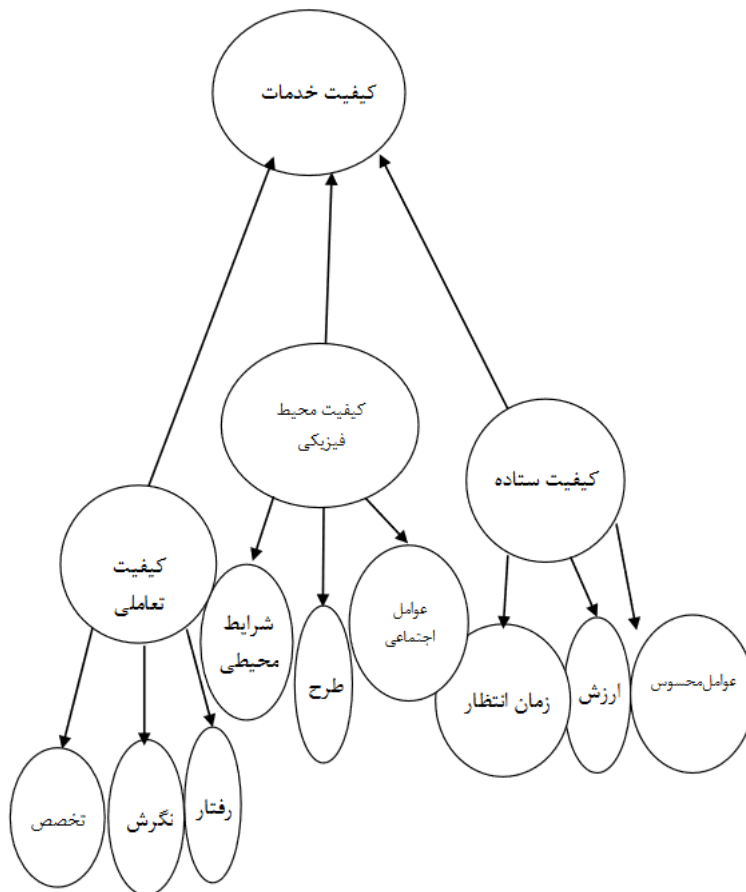 کیفیت خدمات
کیفیت محیط
فیزیکی
کیفیت ستاده
کیفیت
تعاملی
عوامل
اجتماعی
شرایط
محیطی
طرح
زمان انتظار
ارزش
عوامل‌محسوس
رفتار
نگرش
تخصص